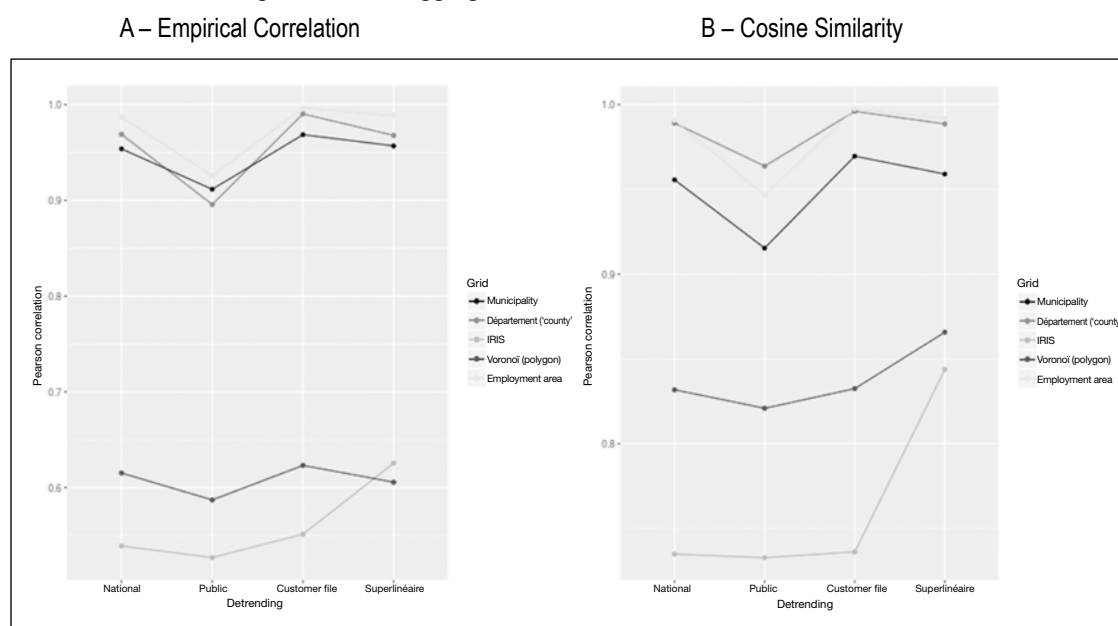 A – Empirical Correlation
B – Cosine Similarity
1.0
0.9
0.8
0.7
0.6
Pearson correlation
National
Public
Customer file
Superlinéaire
Detrending
Grid
Municipality
Département (‘county’
IRIS
Voronoï (polygon)
Employment area
1.0
0.9
0.8
Pearson correlation
National
Public
Customer file
Superlinéaire
Detrending
Grid
Municipality
Département (‘county
IRIS
Voronoï (polygon)
Employment area